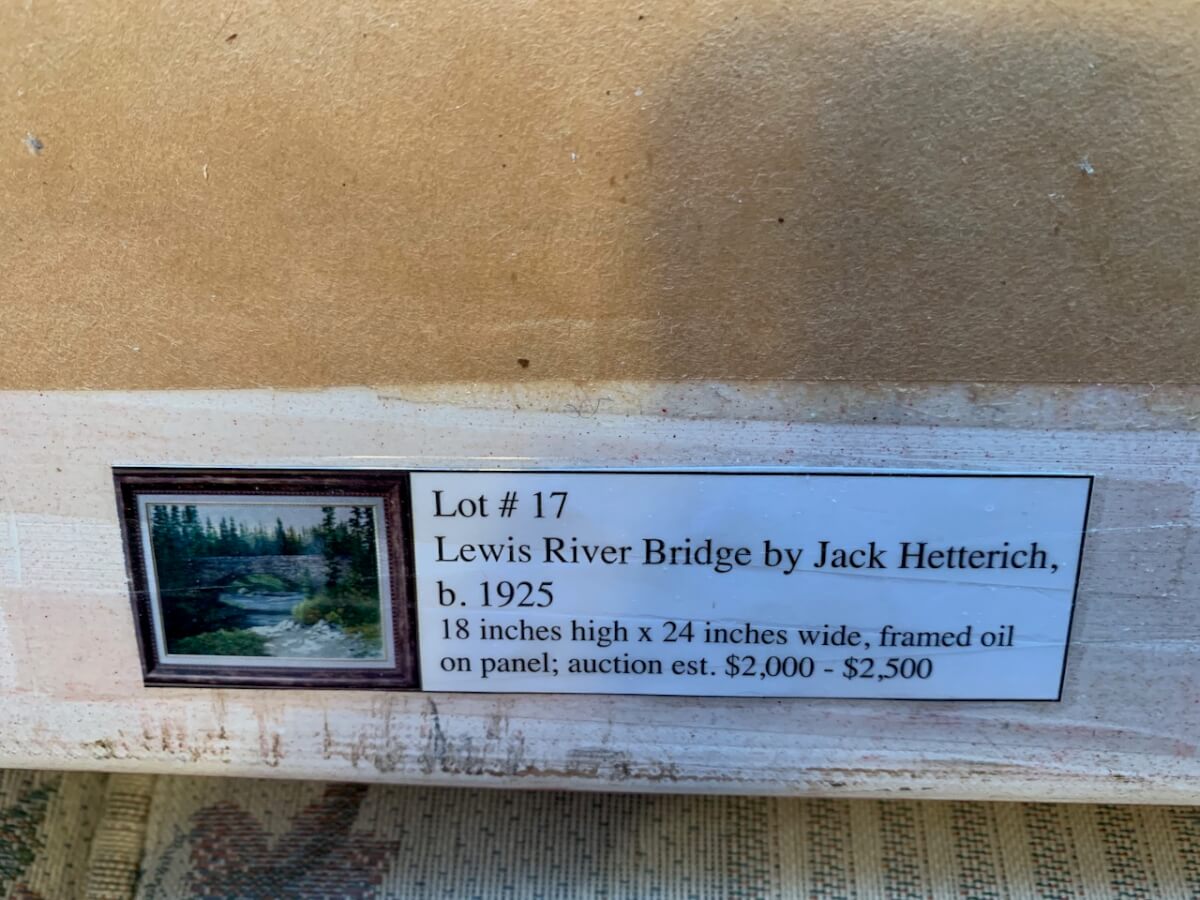 Lot # 17
Lewis River Bridge by Jack Hetterich,
b. 1925
18 inches high x 24 inches wide, framed oil
on panel; auction est. $2,000 - $2,500